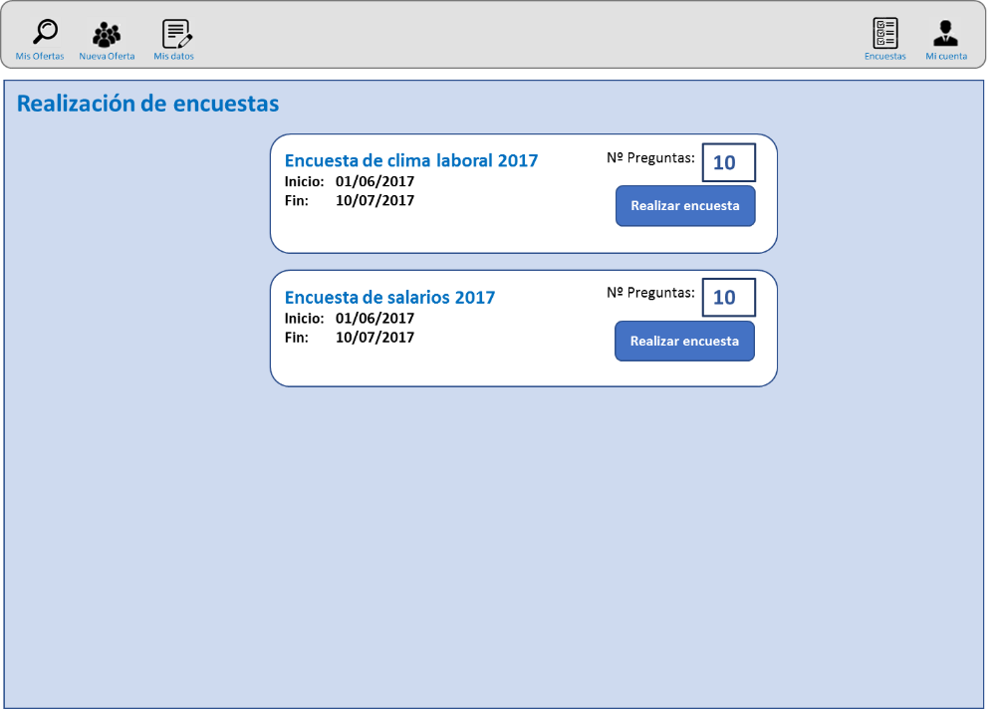 Mis Ofertas
Nueva Oferta
Mis datos
Encuestas
Mi cuenta
Realización de encuestas
Encuesta de clima laboral 2017
Nº Preguntas: 10
Inicio: 01/06/2017
Fin: 10/07/2017
Realizar encuesta
Encuesta de salarios 2017
Nº Preguntas: 10
Inicio: 01/06/2017
Fin: 10/07/2017
Realizar encuesta